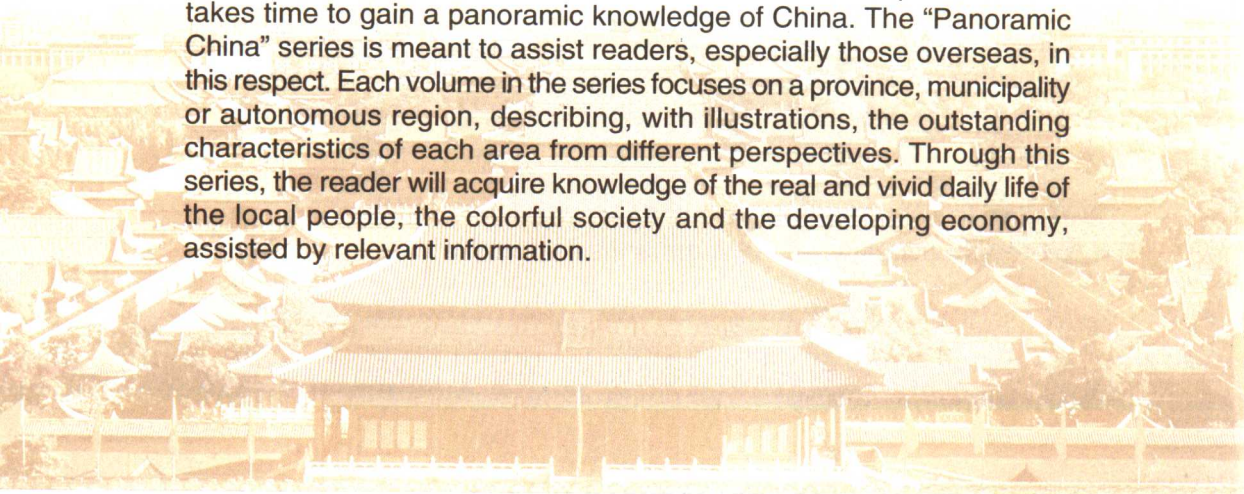 takes time to gain a panoramic knowledge of China. The “Panoramic
China” series is meant to assist readers, especially those overseas, in
this respect. Each volume in the series focuses on a province, municipality
or autonomous region, describing, with illustrations, the outstanding
characteristics of each area from different perspectives. Through this
series, the reader will acquire knowledge of the real and vivid daily life of
the local people, the colorful society and the developing economy,
assisted by relevant information.